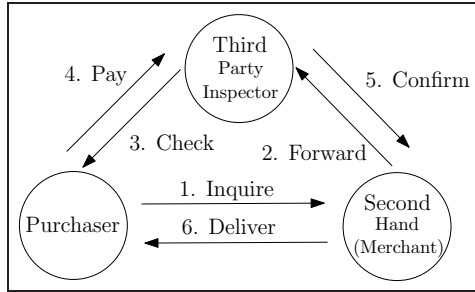 Third
Party
Inspector
4. Pay
5. Confirm
3. Check
2. Forward
1. Inquire
6. Deliver
Purchaser
Second
Hand
(Merchant)